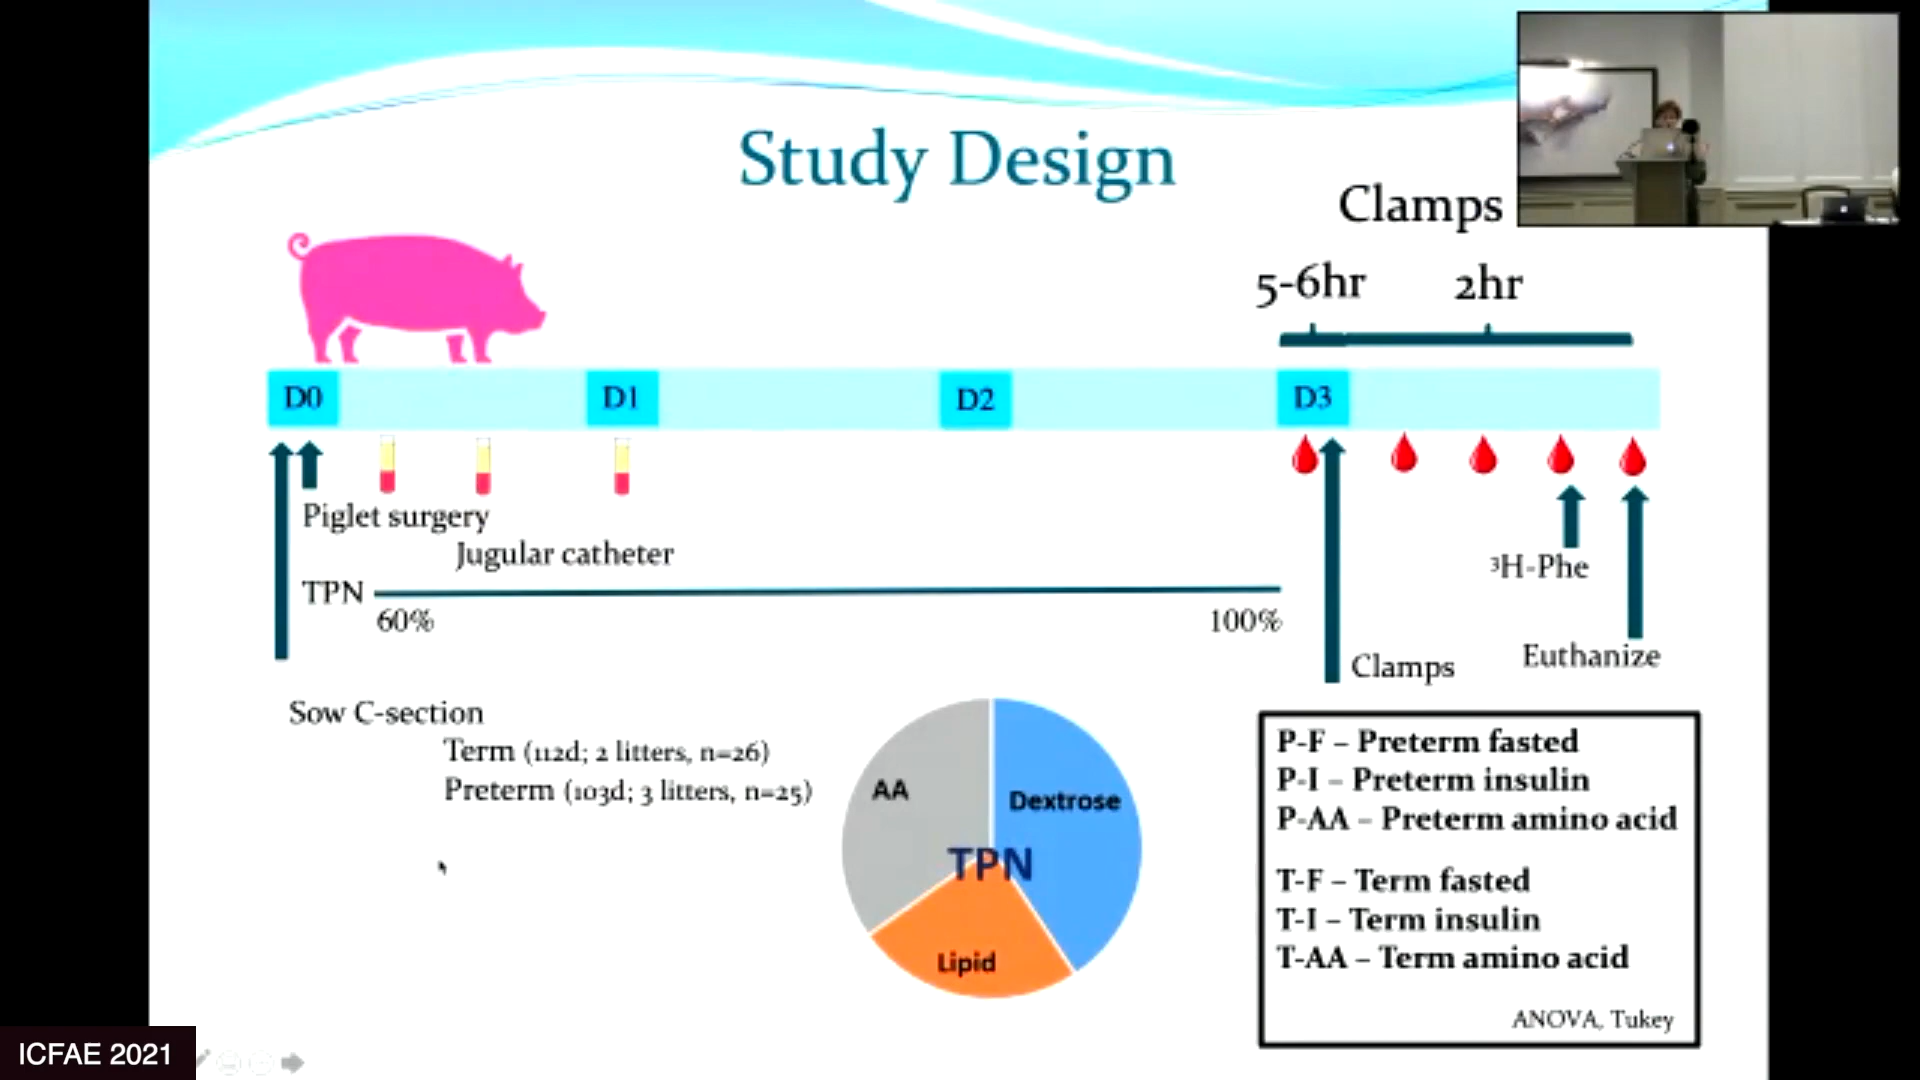 Study Design
Clamps
5-6hr
2hr
D0
D1
D2
D3
Piglet surgery
Jugular catheter
TPN
60%
100%
³H-Phe
Euthanize
Clamps
Sow C-section
Term (112d; 2 litters, n=26)
Preterm (103d; 3 litters, n=25)
AA
Dextrose
TPN
Lipid
P-F – Preterm fasted
P-I – Preterm insulin
P-AA – Preterm amino acid
T-F – Term fasted
T-I – Term insulin
T-AA – Term amino acid
ANOVA, Tukey
ICFAE 2021